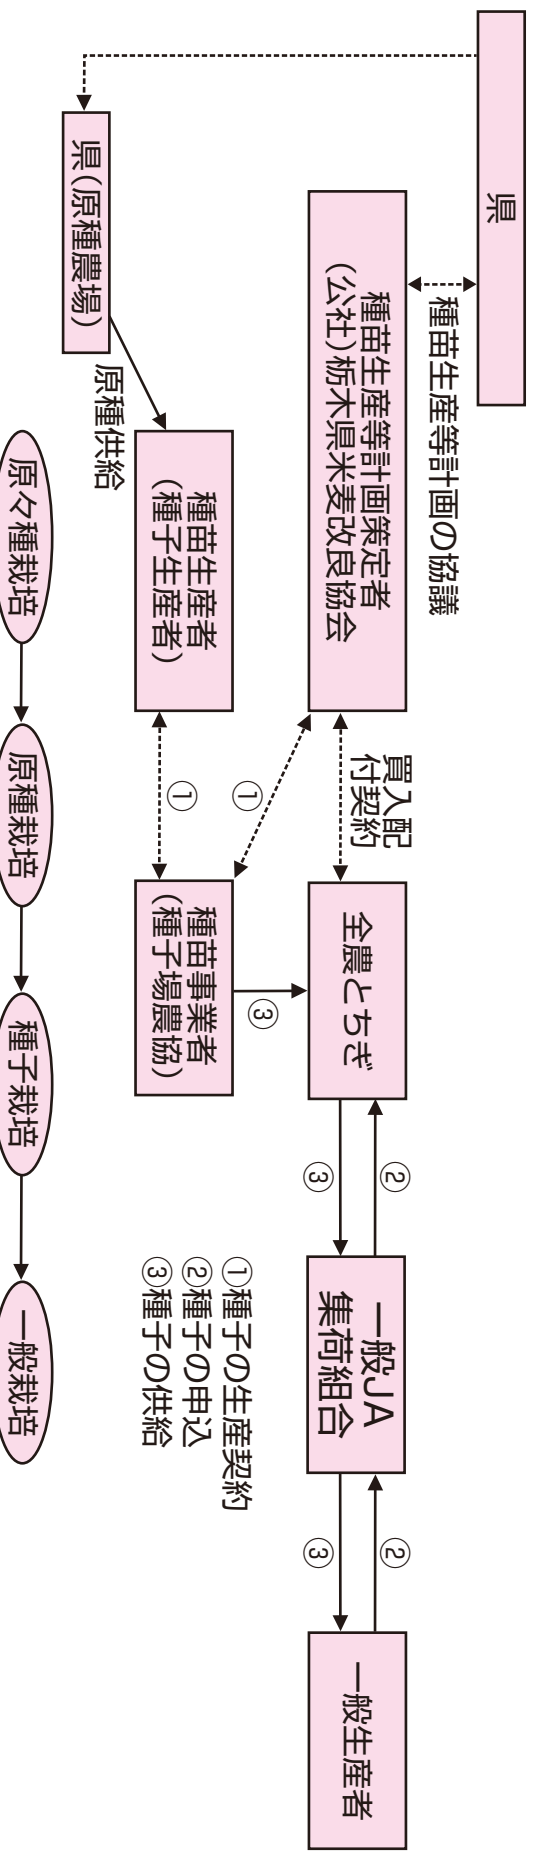 県
種苗生産等計画の協議
種苗生産等計画策定者
(公社)栃木県米麦改良協会
買入配
付契約
全農とちぎ
②
③
一般JA
集荷組合
②
③
一般生産者
県(原種農場)
原種供給
種苗生産者
(種子生産者)
①
①
種苗事業者
(種子場農協)
③
①種子の生産契約
②種子の申込
③種子の供給
原々種栽培
原種栽培
種子栽培
一般栽培